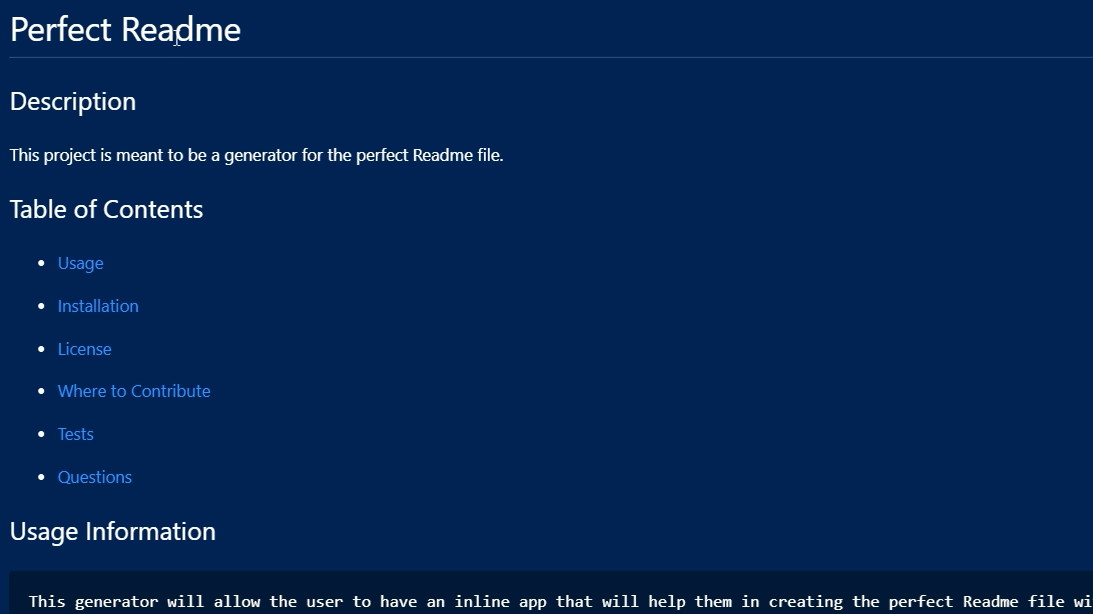 Perfect Readme
Description
This project is meant to be a generator for the perfect Readme file.
Table of Contents
Usage
Installation
License
Where to Contribute
Tests
Questions
Usage Information
This generator will allow the user to have an inline app that will help them in creating the perfect Readme file wi